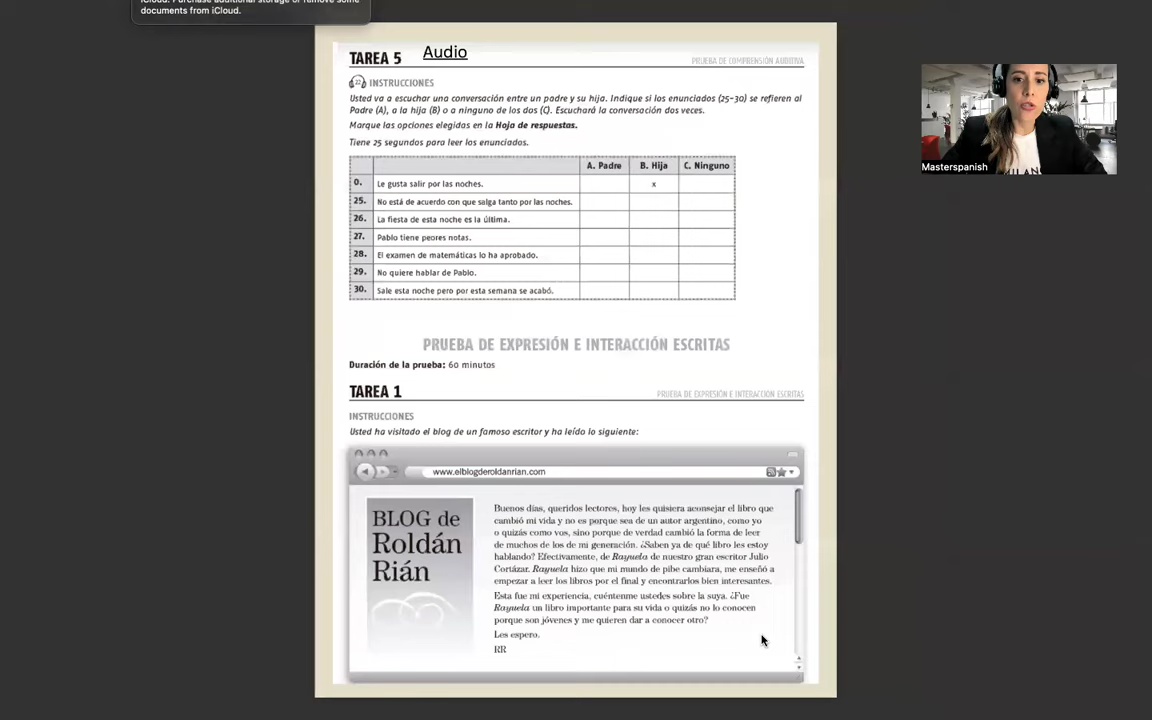 iCloud. Purchase additional storage or remove some
documents from iCloud.
TAREA 5 Audio
PRUEBA DE COMPRENSIÓN AUDITIVA
22 INSTRUCCIONES
Usted va a escuchar una conversación entre un padre y su hija. Indique si los enunciados (25-30) se refieren al
Padre (A), a la hija (B) o a ninguno de los dos (C). Escuchará la conversación dos veces.
Marque las opciones elegidas en la Hoja de respuestas.
Tiene 25 segundos para leer los enunciados.
A. Padre B. Hija C. Ninguno
0. Le gusta salir por las noches. x
25. No está de acuerdo con que salga tanto por las noches.
26. La fiesta de esta noche es la última.
27. Pablo tiene peores notas.
28. El examen de matemáticas lo ha aprobado.
29. No quiere hablar de Pablo.
30. Sale esta noche pero por esta semana se acabó.
PRUEBA DE EXPRESIÓN E INTERACCIÓN ESCRITAS
Duración de la prueba: 60 minutos
TAREA 1
PRUEBA DE EXPRESIÓN E INTERACCIÓN ESCRITAS
INSTRUCCIONES
Usted ha visitado el blog de un famoso escritor y ha leído lo siguiente:
www.elblogderoldanrian.com
BLOG de
Roldán
Rián
Buenos días, queridos lectores, hoy les quisiera aconsejar el libro que
cambió mi vida y no es porque sea de un autor argentino, como yo
o quizás como vos, sino porque de verdad cambió la forma de leer
de muchos de los de mi generación. ¿Saben ya de qué libro les estoy
hablando? Efectivamente, de Rayuela de nuestro gran escritor Julio
Cortázar. Rayuela hizo que mi mundo de pibe cambiara, me enseñó a
empezar a leer los libros por el final y encontrarlos bien interesantes.
Esta fue mi experiencia, cuéntenme ustedes sobre la suya. ¿Fue
Rayuela un libro importante para su vida o quizás no lo conocen
porque son jóvenes y me quieren dar a conocer otro?
Les espero.
RR
Masterspanish